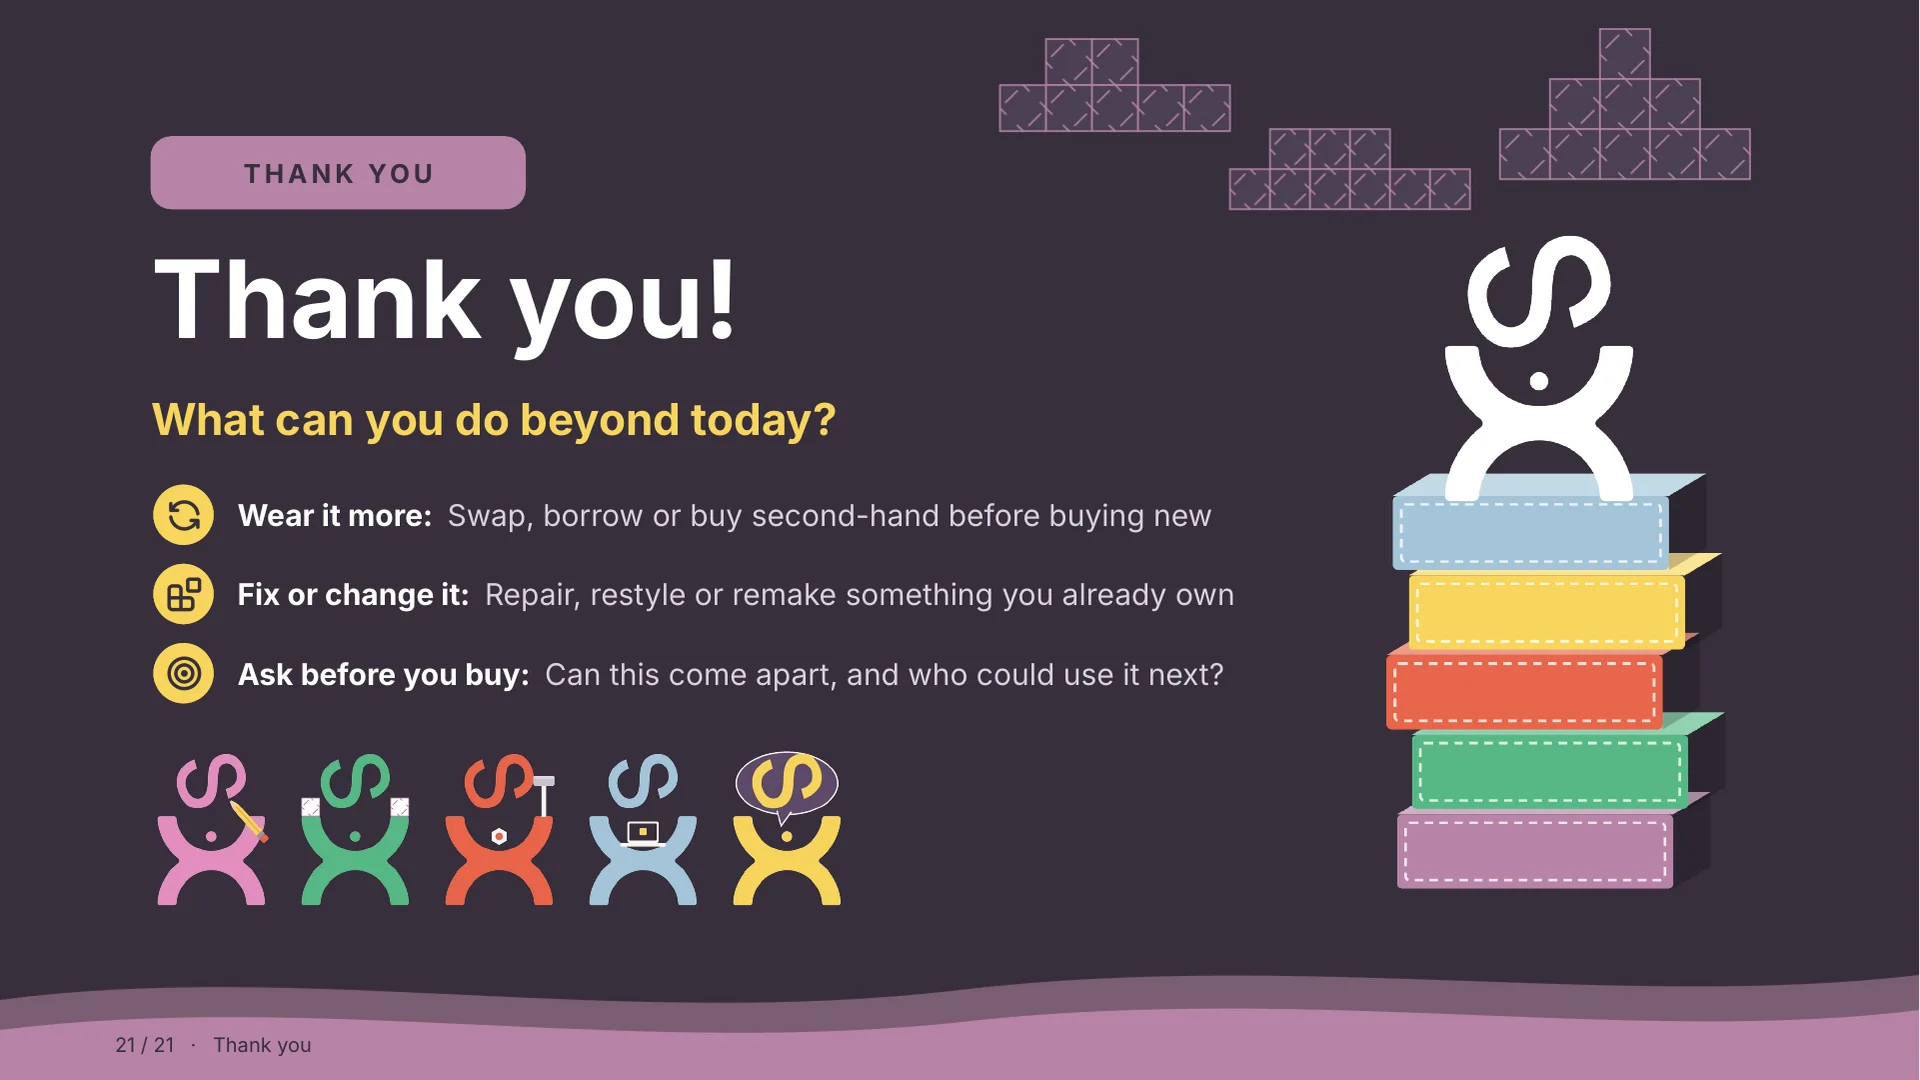 THANK YOU
Thank you!
What can you do beyond today?
Wear it more: Swap, borrow or buy second-hand before buying new
Fix or change it: Repair, restyle or remake something you already own
Ask before you buy: Can this come apart, and who could use it next?
21 / 21 · Thank you